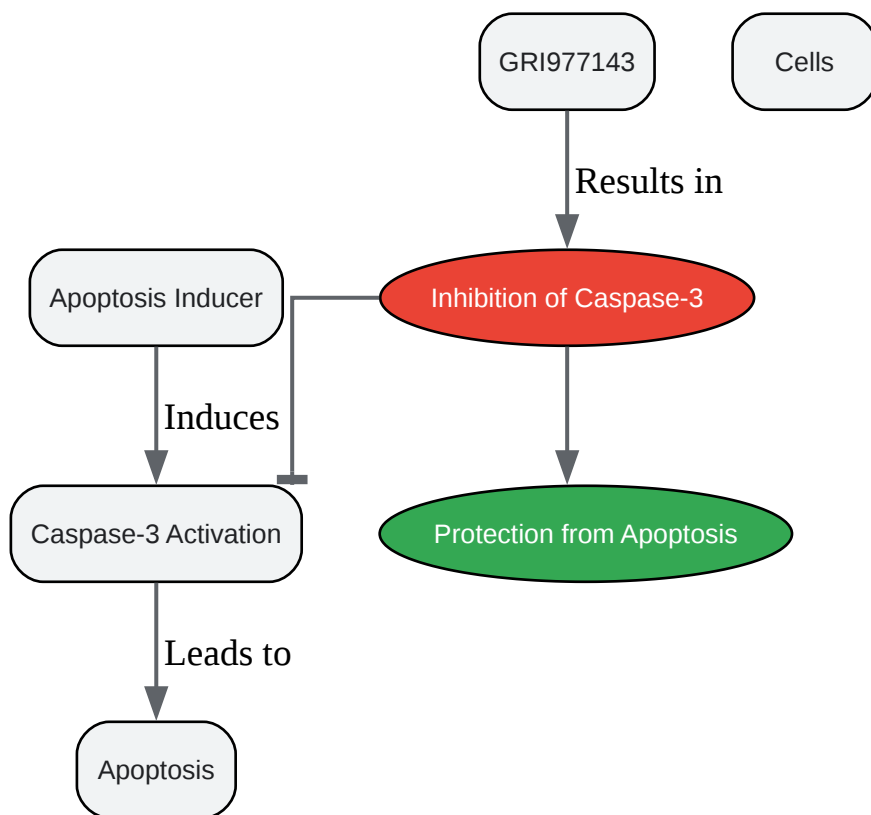 GRI977143
Cells
Results in
Apoptosis Inducer
Inhibition of Caspase-3
Induces
Caspase-3 Activation
Protection from Apoptosis
Leads to
Apoptosis